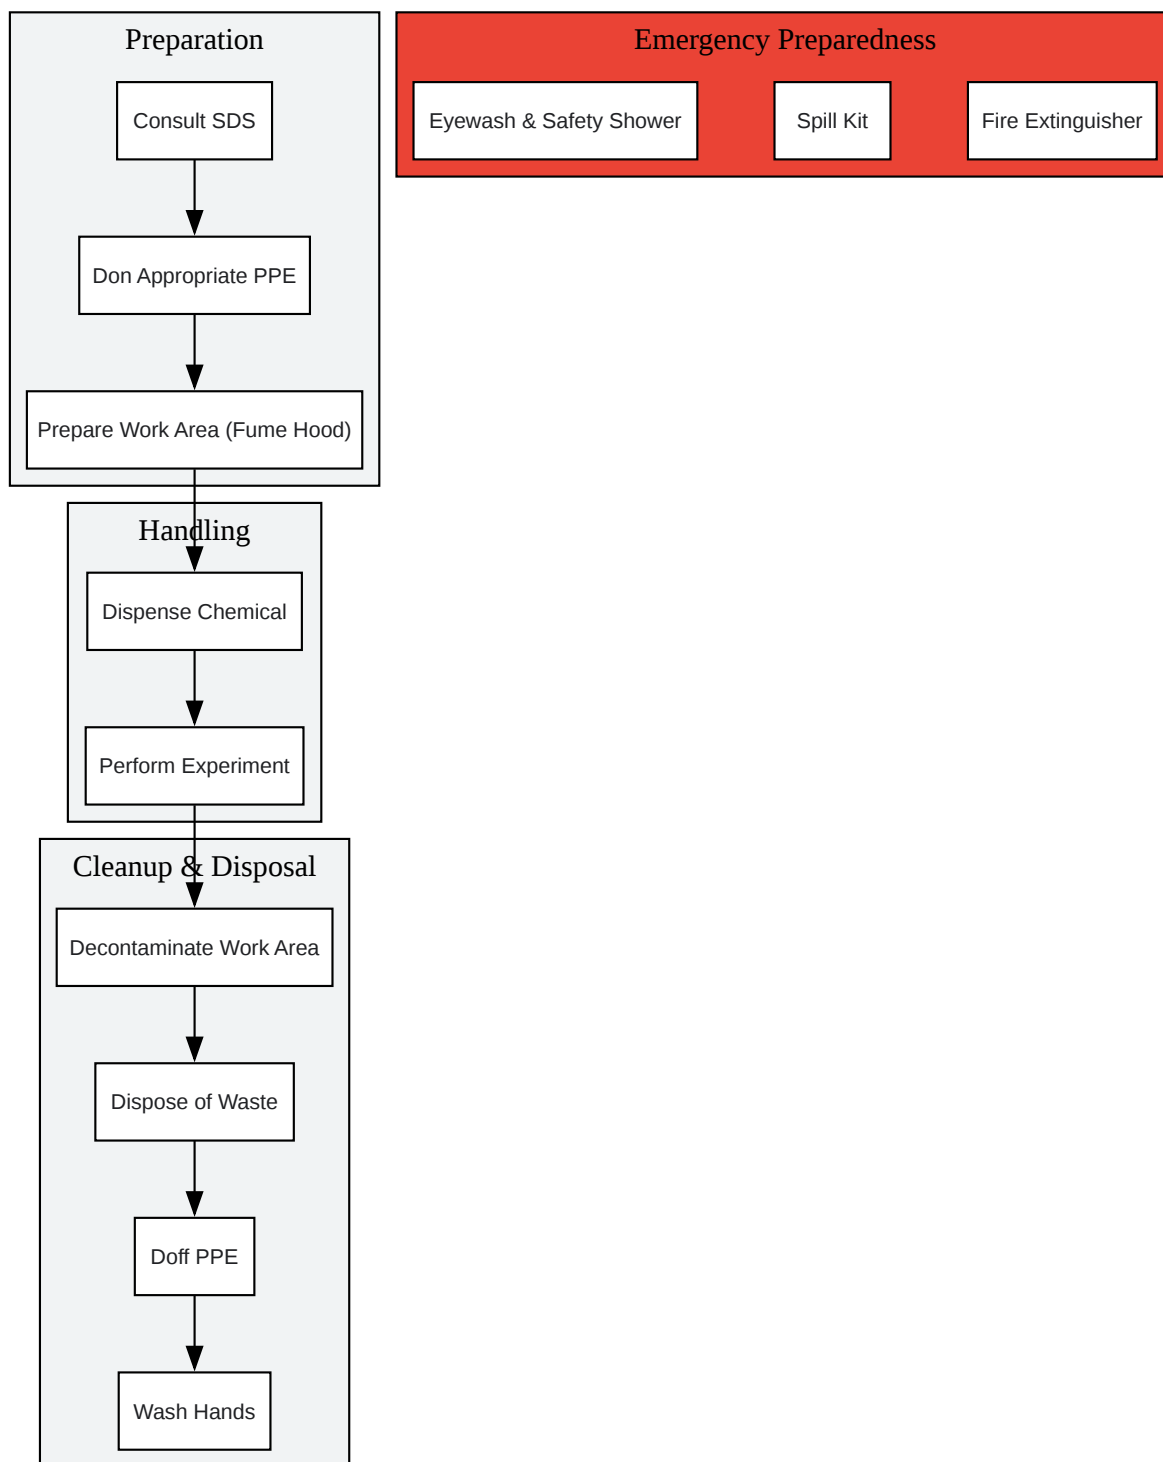 Preparation
Consult SDS
Don Appropriate PPE
Prepare Work Area (Fume Hood)
Handling
Dispense Chemical
Perform Experiment
Cleanup & Disposal
Decontaminate Work Area
Dispose of Waste
Doff PPE
Wash Hands
Emergency Preparedness
Eyewash & Safety Shower
Spill Kit
Fire Extinguisher